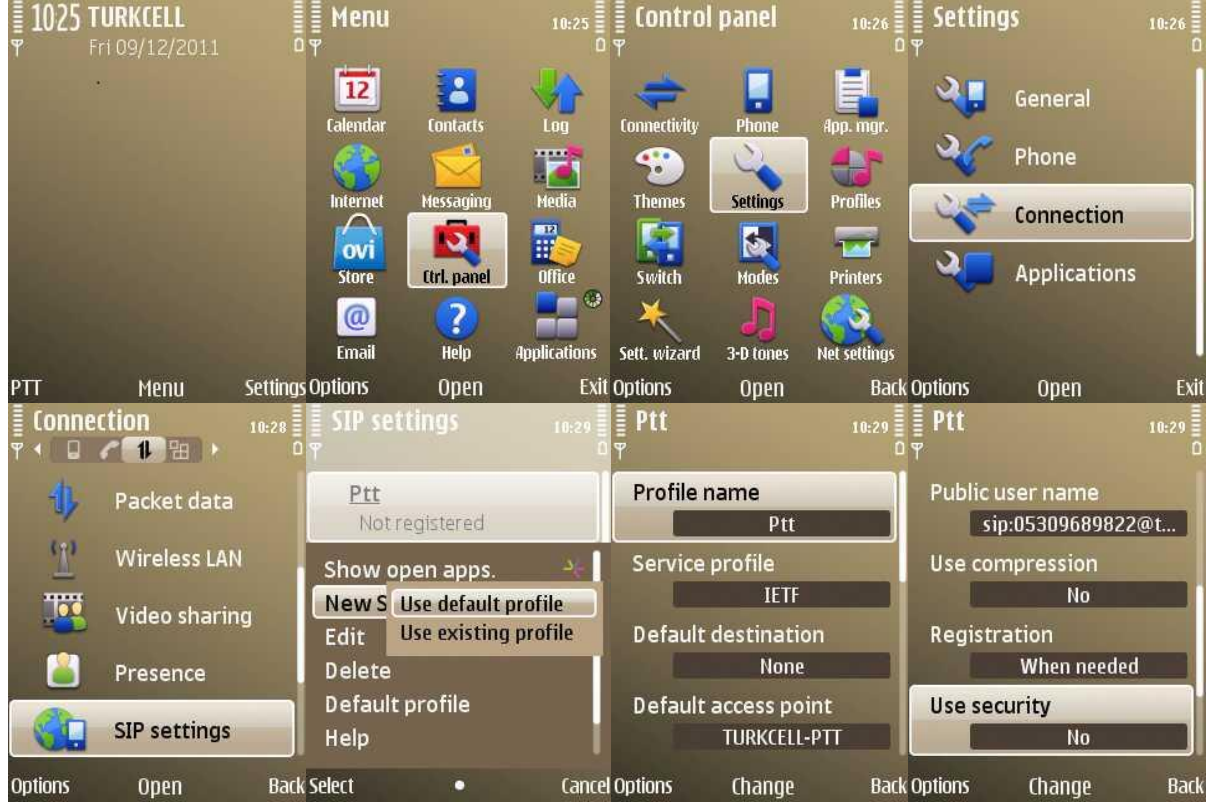 1025 TURKCELL
Fri 09/12/2011
PTT Menu Settings
Menu 10:25
12
Calendar Contacts Log
Internet Messaging Media
ovi 12
Store Ctrl. panel Office
@ ?
Email Help Applications
Options Open Exit
Control panel 10:26
Connectivity Phone App. mgr.
Themes Settings Profiles
Switch Modes Printers
Sett. wizard 3-D tones Net settings
Options Open Back
Settings 10:26
General
Phone
Connection
Applications
Options Open Exit
Connection 10:28
Packet data
Wireless LAN
Video sharing
Presence
SIP settings
Options Open Back
SIP settings 10:29
Ptt
Not registered
Show open apps.
New S
Use default profile
Use existing profile
Edit
Delete
Default profile
Help
Select Cancel
Ptt 10:29
Profile name
Ptt
Service profile
IETF
Default destination
None
Default access point
TURKCELL-PTT
Options Change Back
Ptt 10:29
Public user name
sip:05309689822@t...
Use compression
No
Registration
When needed
Use security
No
Options Change Back